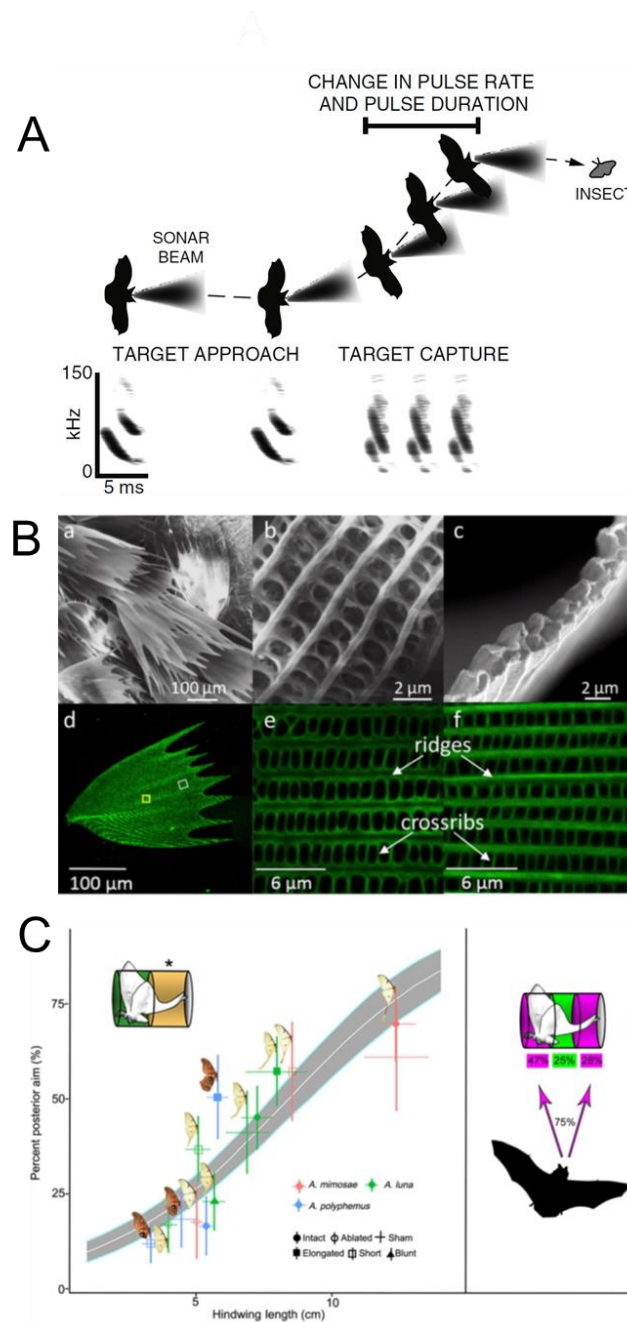 A
CHANGE IN PULSE RATE
AND PULSE DURATION
INSECT
SONAR
BEAM
TARGET APPROACH
TARGET CAPTURE
150
kHz
0
5 ms
B
a
b
c
100 µm
2 µm
2 µm
d
e
f
ridges
crossribs
100 µm
6 µm
6 µm
C
*
75
50
25
0
Percent posterior aim (%)
A. mimosae
A. luna
A. polyphemus
Intact
Ablated
Sham
Elongated
Short
Blunt
5
10
Hindwing length (cm)
47%
25%
28%
75%